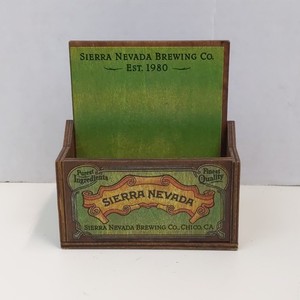 SIERRA NEVADA BREWING CO.
EST. 1980
Purest
Ingredients
Finest
Quality
SIERRA NEVADA
SIERRA NEVADA BREWING CO., CHICO, CA